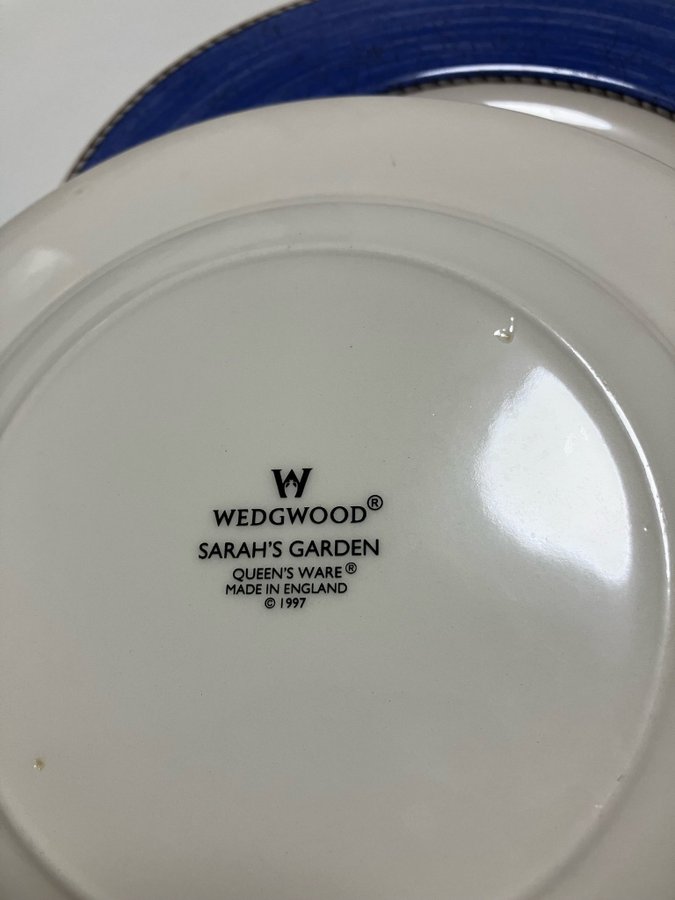 W
WEDGWOOD®
SARAH'S GARDEN
QUEEN'S WARE®
MADE IN ENGLAND
© 1997